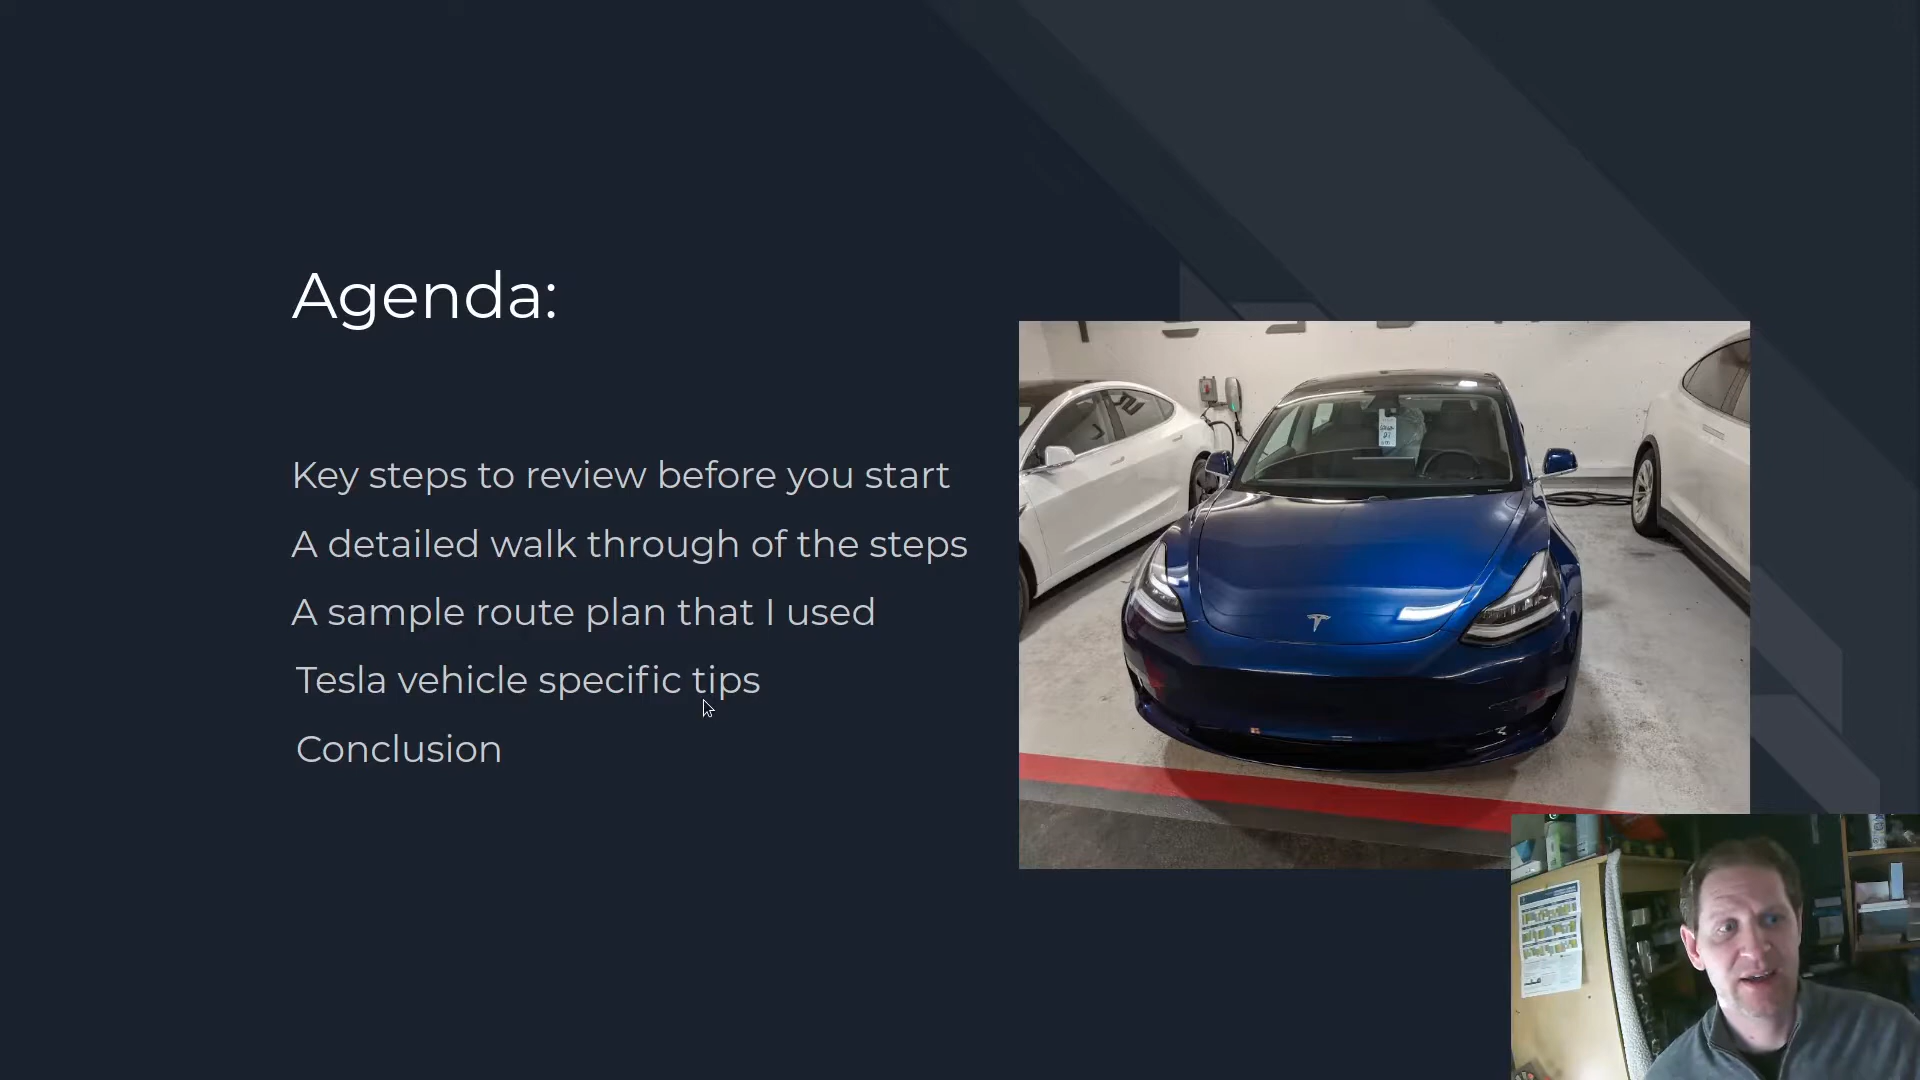 Agenda:
Key steps to review before you start
A detailed walk through of the steps
A sample route plan that I used
Tesla vehicle specific tips
Conclusion